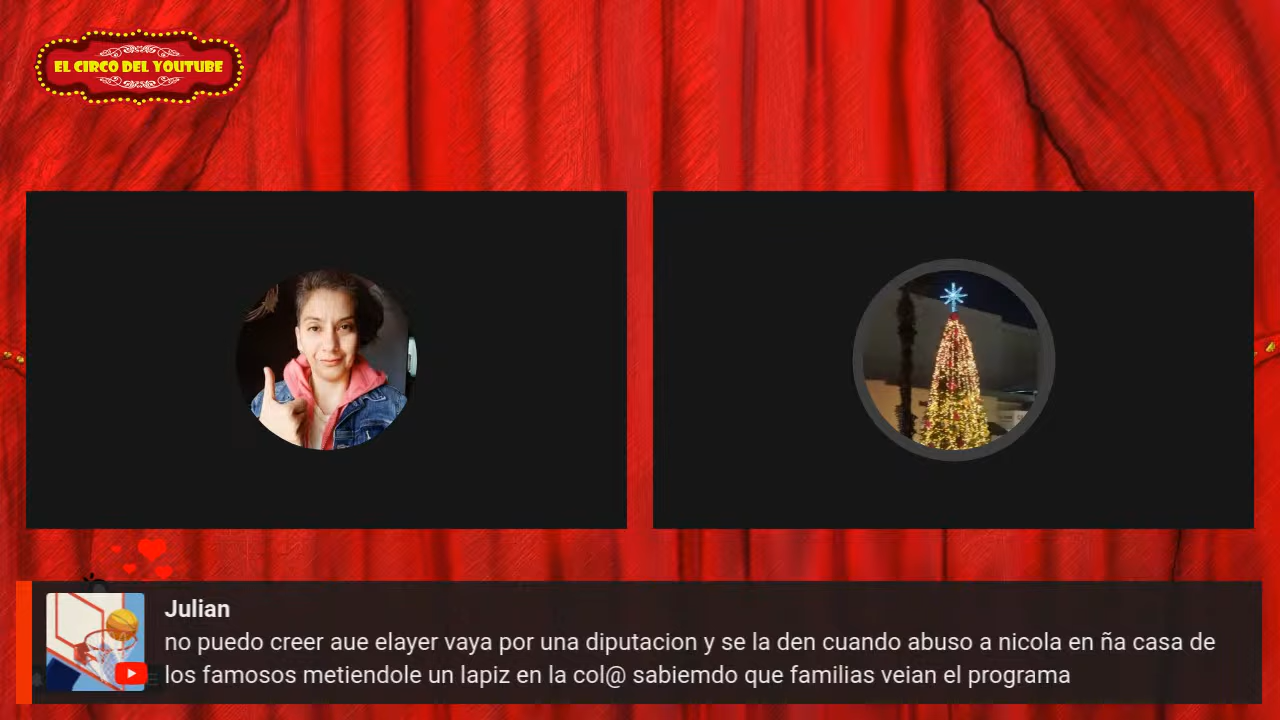 EL CIRCO DEL YOUTUBE
Julian
no puedo creer aue elayer vaya por una diputacion y se la den cuando abuso a nicola en ña casa de
los famosos metiendole un lapiz en la col@ sabiemdo que familias veian el programa